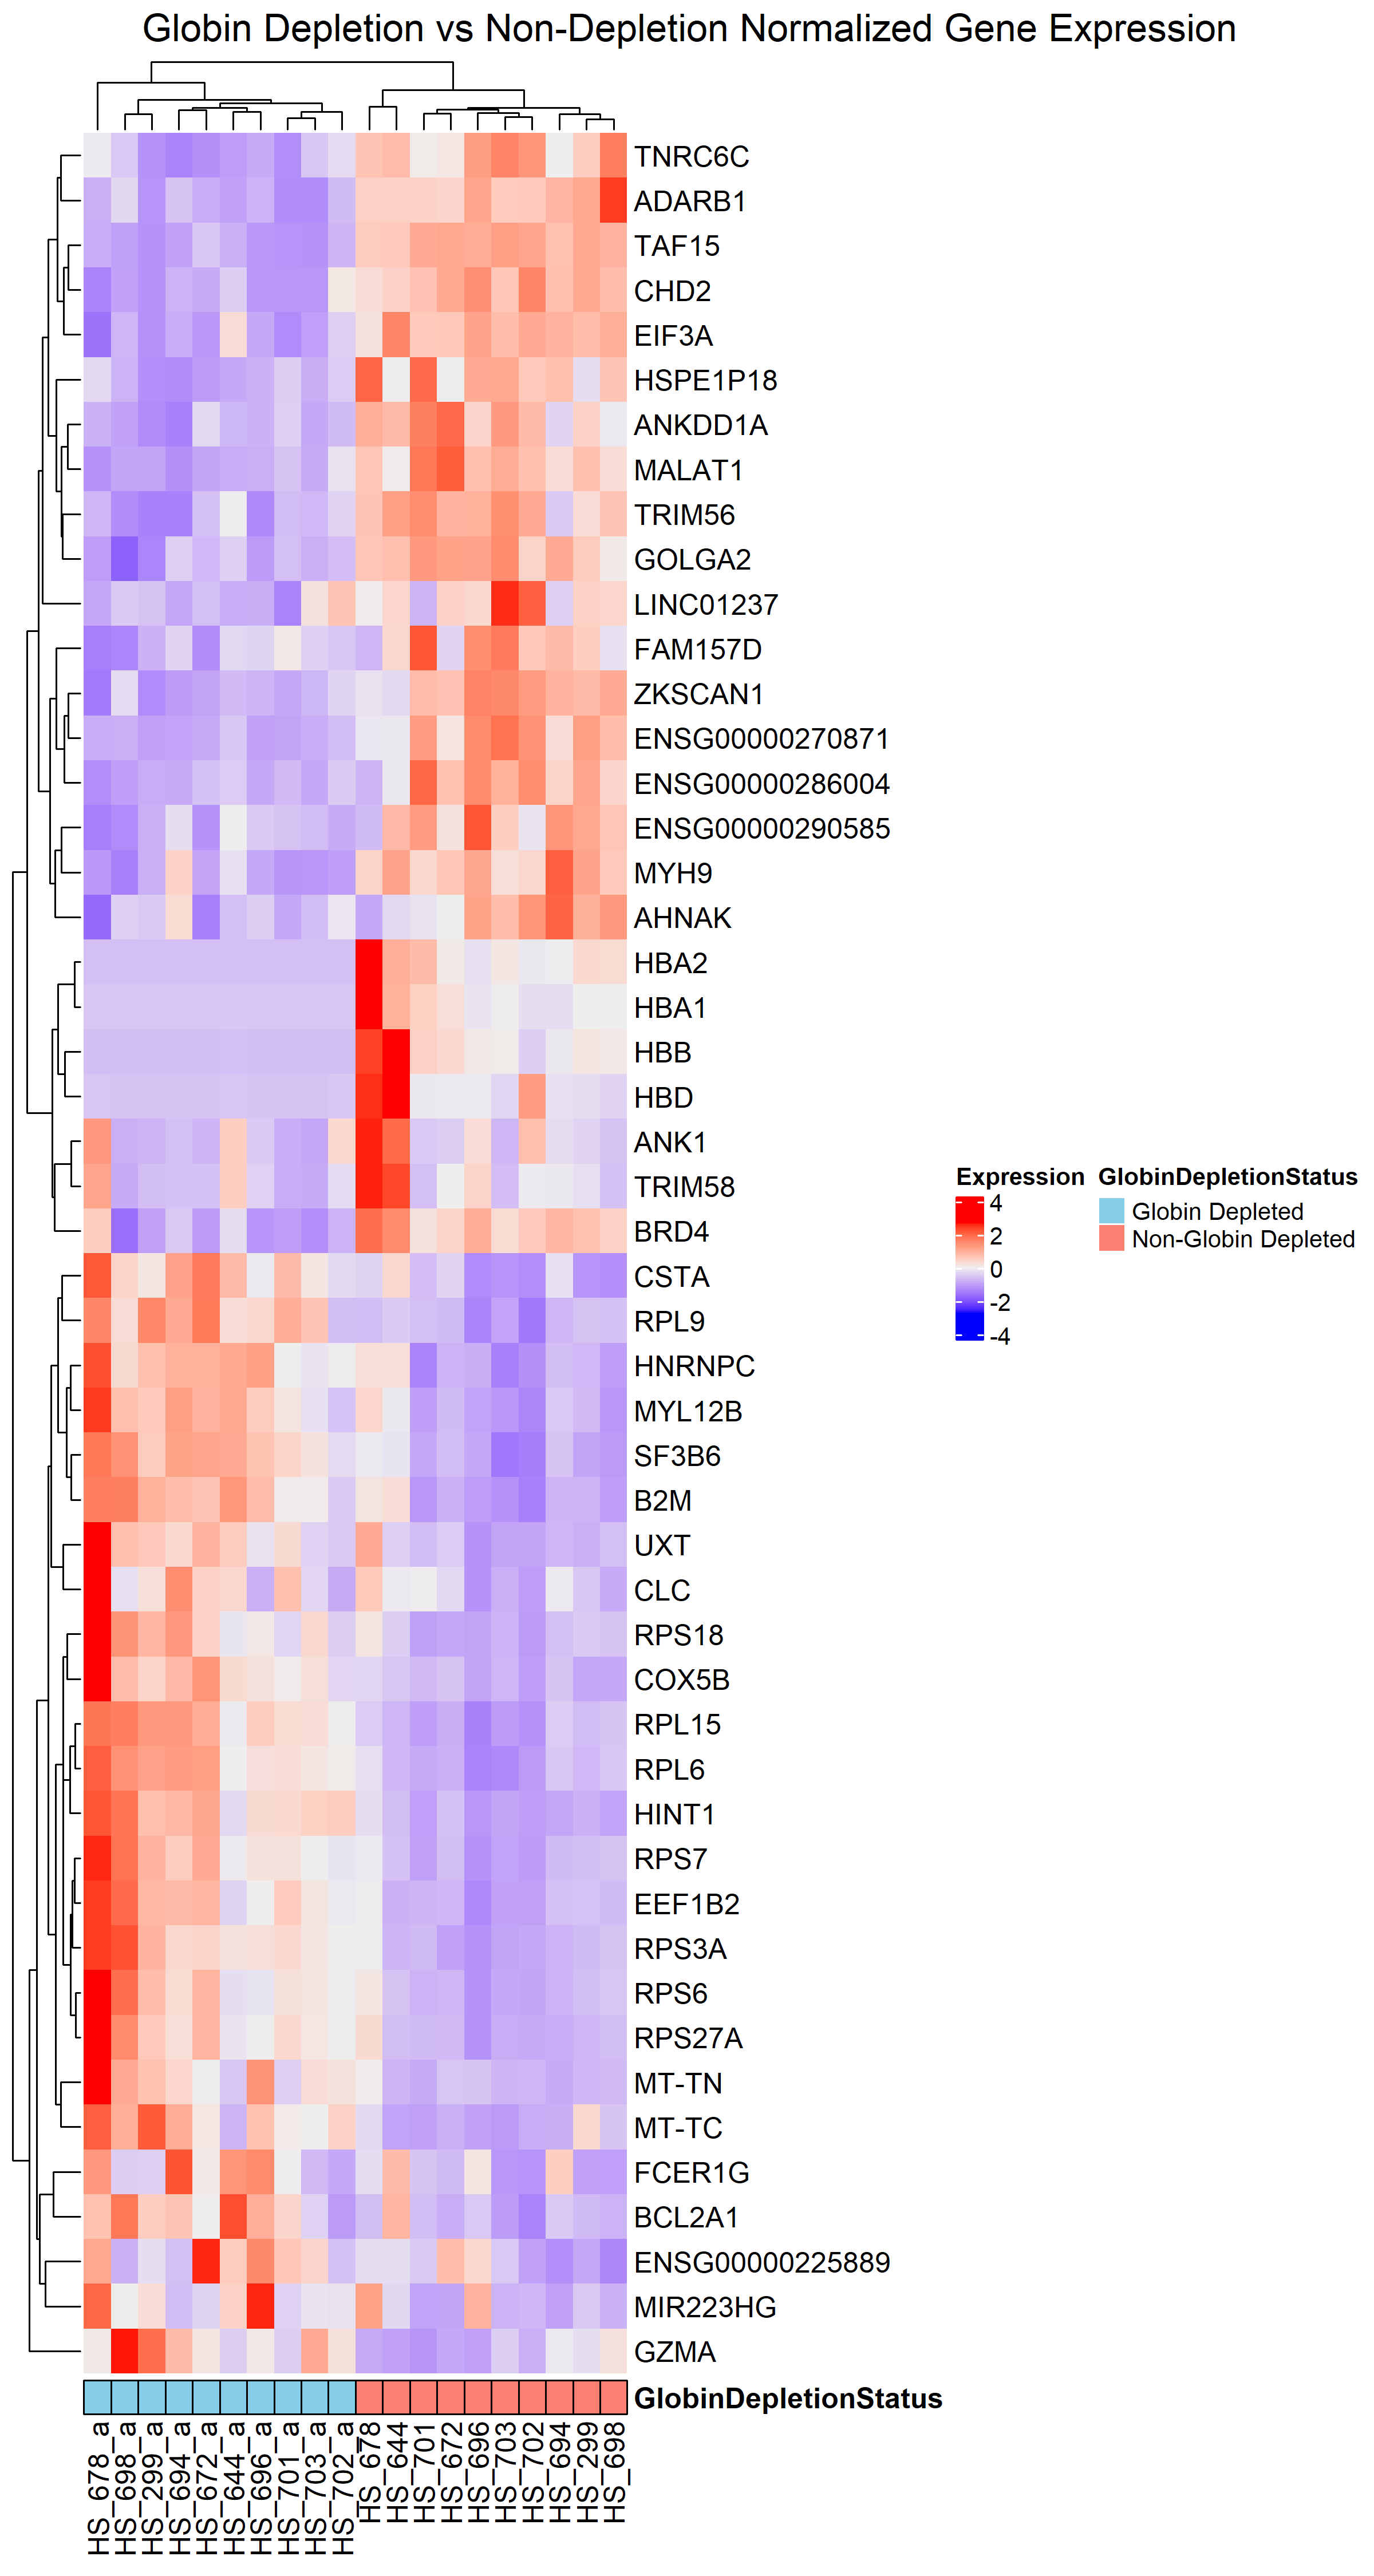 Globin Depletion vs Non-Depletion Normalized Gene Expression
TNRC6C
ADARB1
TAF15
CHD2
EIF3A
HSPE1P18
ANKDD1A
MALAT1
TRIM56
GOLGA2
LINC01237
FAM157D
ZKSCAN1
ENSG00000270871
ENSG00000286004
ENSG00000290585
MYH9
AHNAK
HBA2
HBA1
HBB
HBD
ANK1
TRIM58
BRD4
CSTA
RPL9
HNRNPC
MYL12B
SF3B6
B2M
UXT
CLC
RPS18
COX5B
RPL15
RPL6
HINT1
RPS7
EEF1B2
RPS3A
RPS6
RPS27A
MT-TN
MT-TC
FCER1G
BCL2A1
ENSG00000225889
MIR223HG
GZMA
GlobinDepletionStatus
HS_678_a
HS_698_a
HS_299_a
HS_694_a
HS_672_a
HS_644_a
HS_696_a
HS_701_a
HS_703_a
HS_702_a
HS_678
HS_644
HS_701
HS_672
HS_696
HS_703
HS_702
HS_694
HS_299
HS_698
Expression
4
2
0
-2
-4
GlobinDepletionStatus
Globin Depleted
Non-Globin Depleted